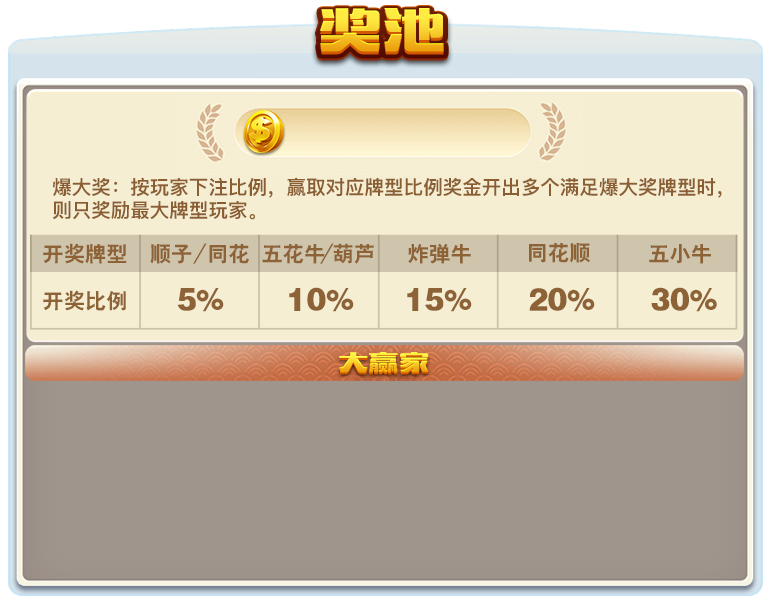 奖池
爆大奖：按玩家下注比例，赢取对应牌型比例奖金开出多个满足爆大奖牌型时，
则只奖励最大牌型玩家。
开奖牌型 顺子/同花 五花牛/葫芦 炸弹牛 同花顺 五小牛
开奖比例 5% 10% 15% 20% 30%
大赢家